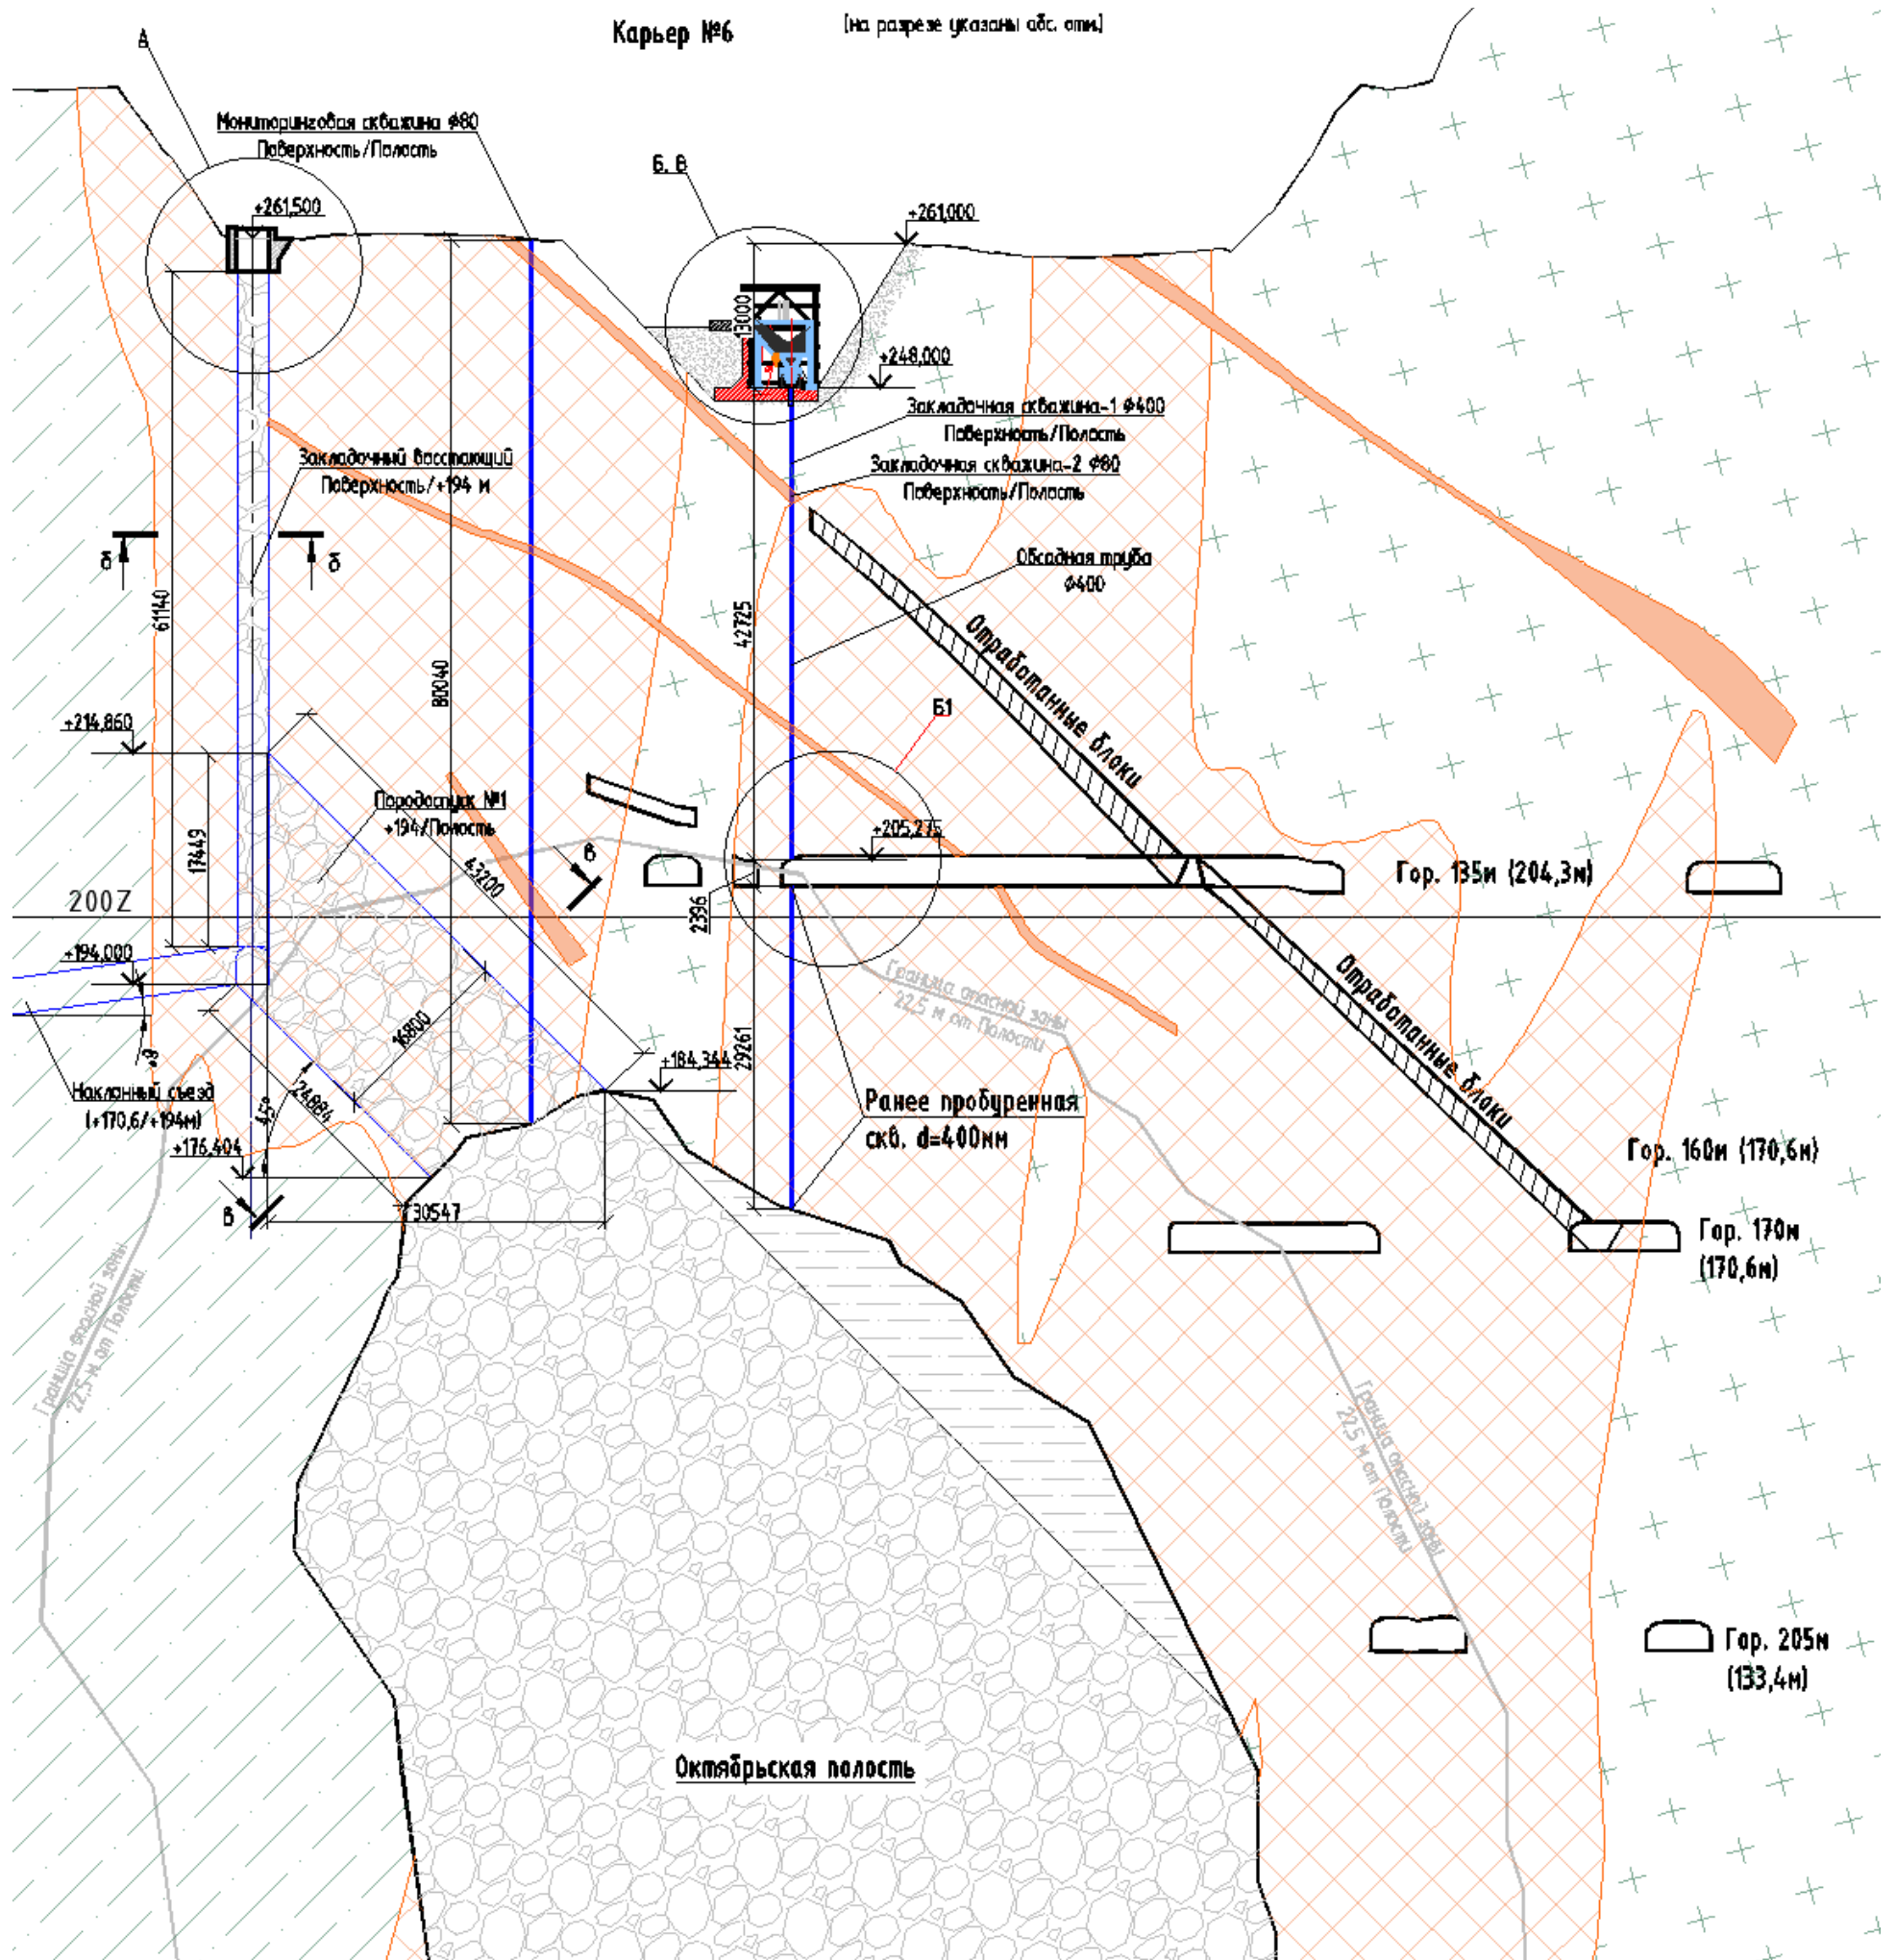 Карьер №6
(на разрезе указаны абс. отм.)
А
Мониторинговая скважина ϕ80
Поверхность/Полость
Б, В
+261,500
+261,000
13000
+248,000
Закладочная скважина-1 ϕ400
Поверхность/Полость
Закладочный восстающий
Поверхность/+194 м
Закладочная скважина-2 ϕ80
Поверхность/Полость
б
б
Обсадная труба
ϕ400
61140
42725
80040
Отработанные блоки
+214,860
Б1
Породоспуск №1
+194/Полость
17449
43200
в
+205,275
Гор. 135м (204,3м)
2396
200Z
+194,000
Граница опасной зоны
22,5 м от Полости
Отработанные блоки
16800
29261
+184,344
Наклонный съезд
(+170,6/+194м)
24884
45°
Ранее пробуренная
скв. d=400мм
+176,404
Гор. 160м (170,6м)
в
30547
Гор. 170м
(170,6м)
Граница опасной зоны
22,5 м от Полости
Граница опасной зоны
22,5 м от Полости
Гор. 205м
(133,4м)
Октябрьская полость